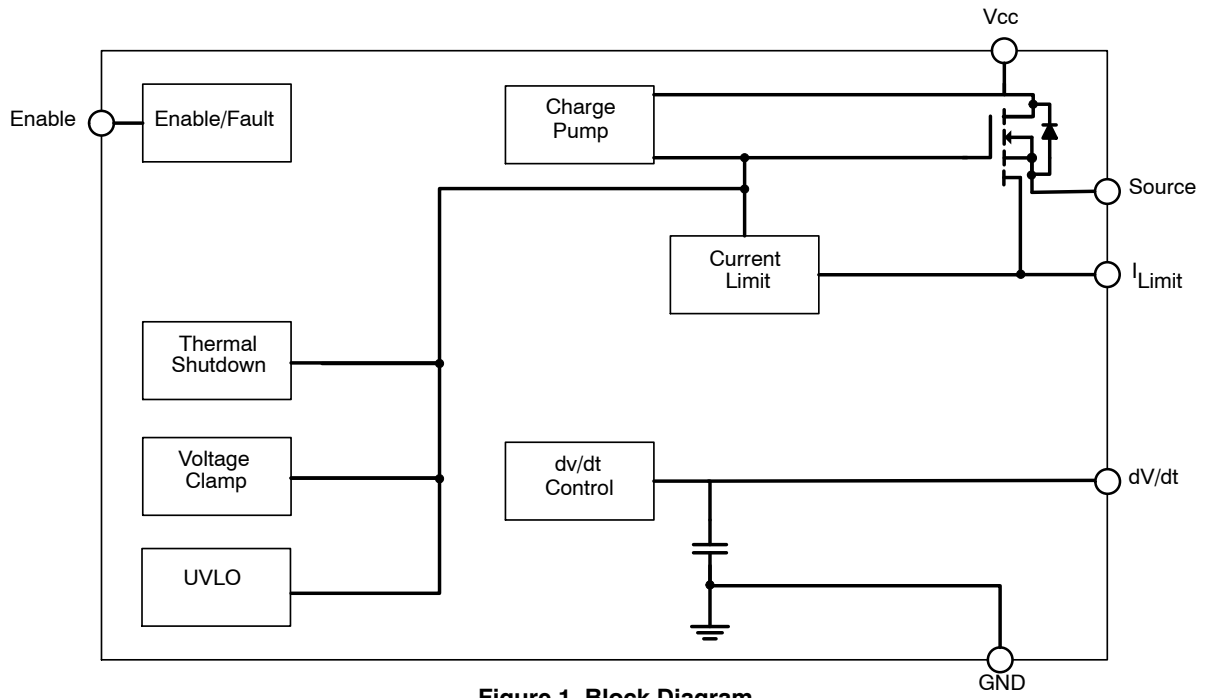 Vcc
Enable
Enable/Fault
Charge
Pump
Source
Current
Limit
I Limit
Thermal
Shutdown
Voltage
Clamp
dv/dt
Control
dV/dt
UVLO
GND
Figure 1. Block Diagram